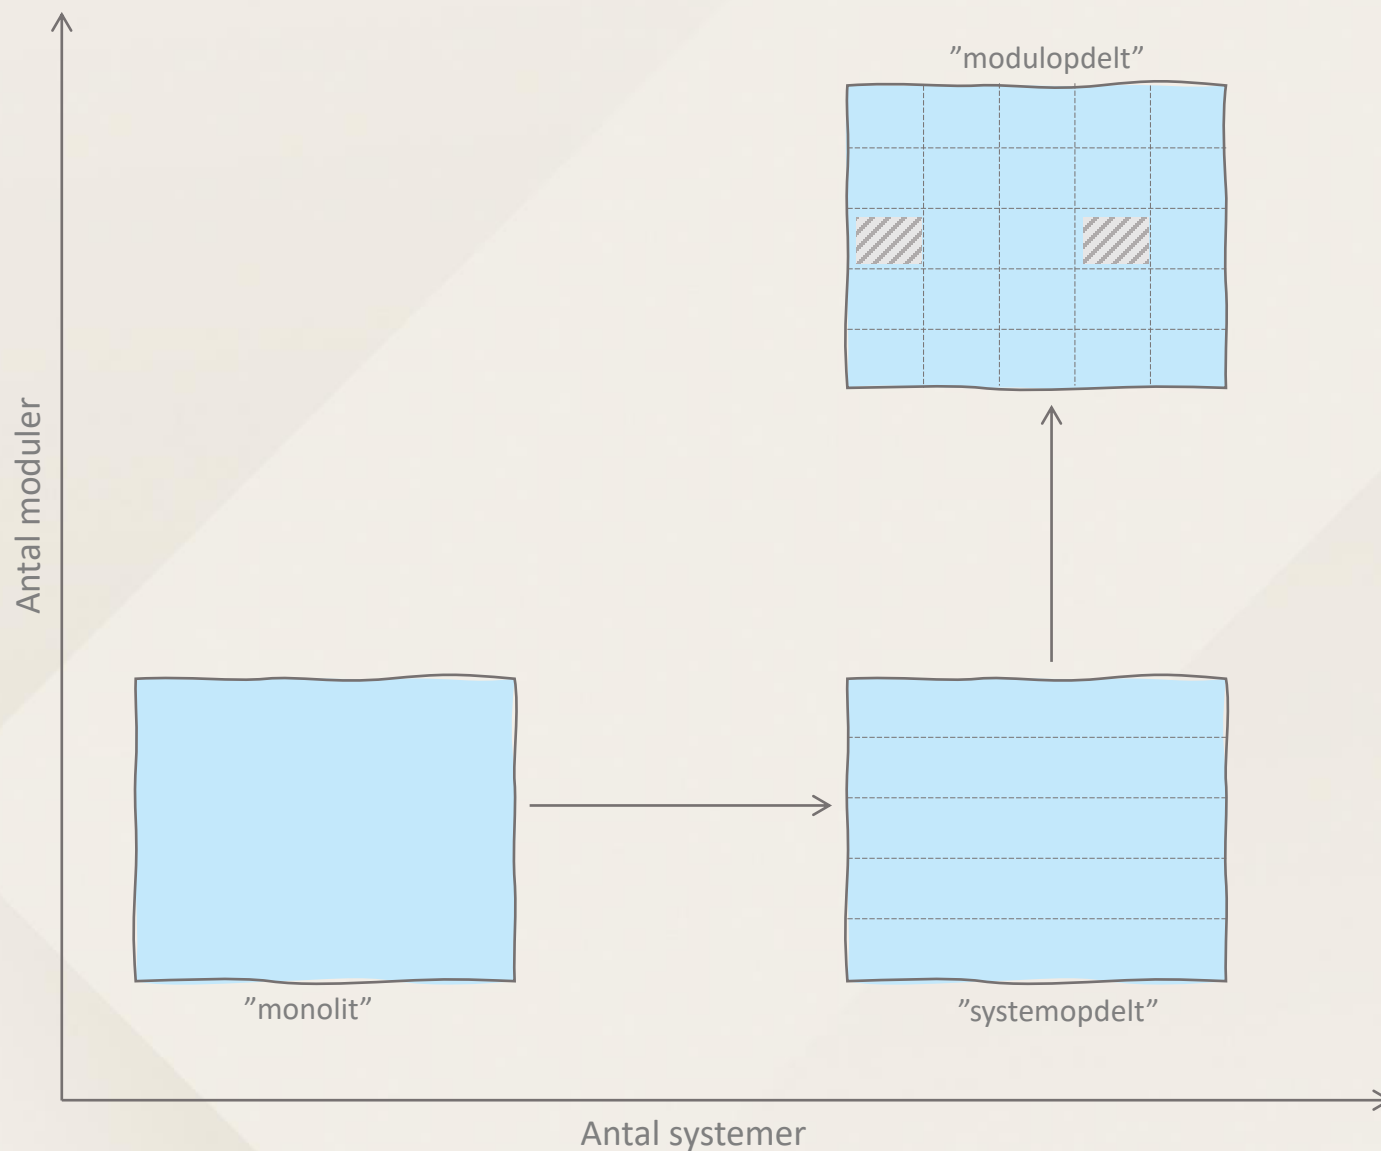 ”modulopdelt”
Antal moduler
”monolit”
”systemopdelt”
Antal systemer